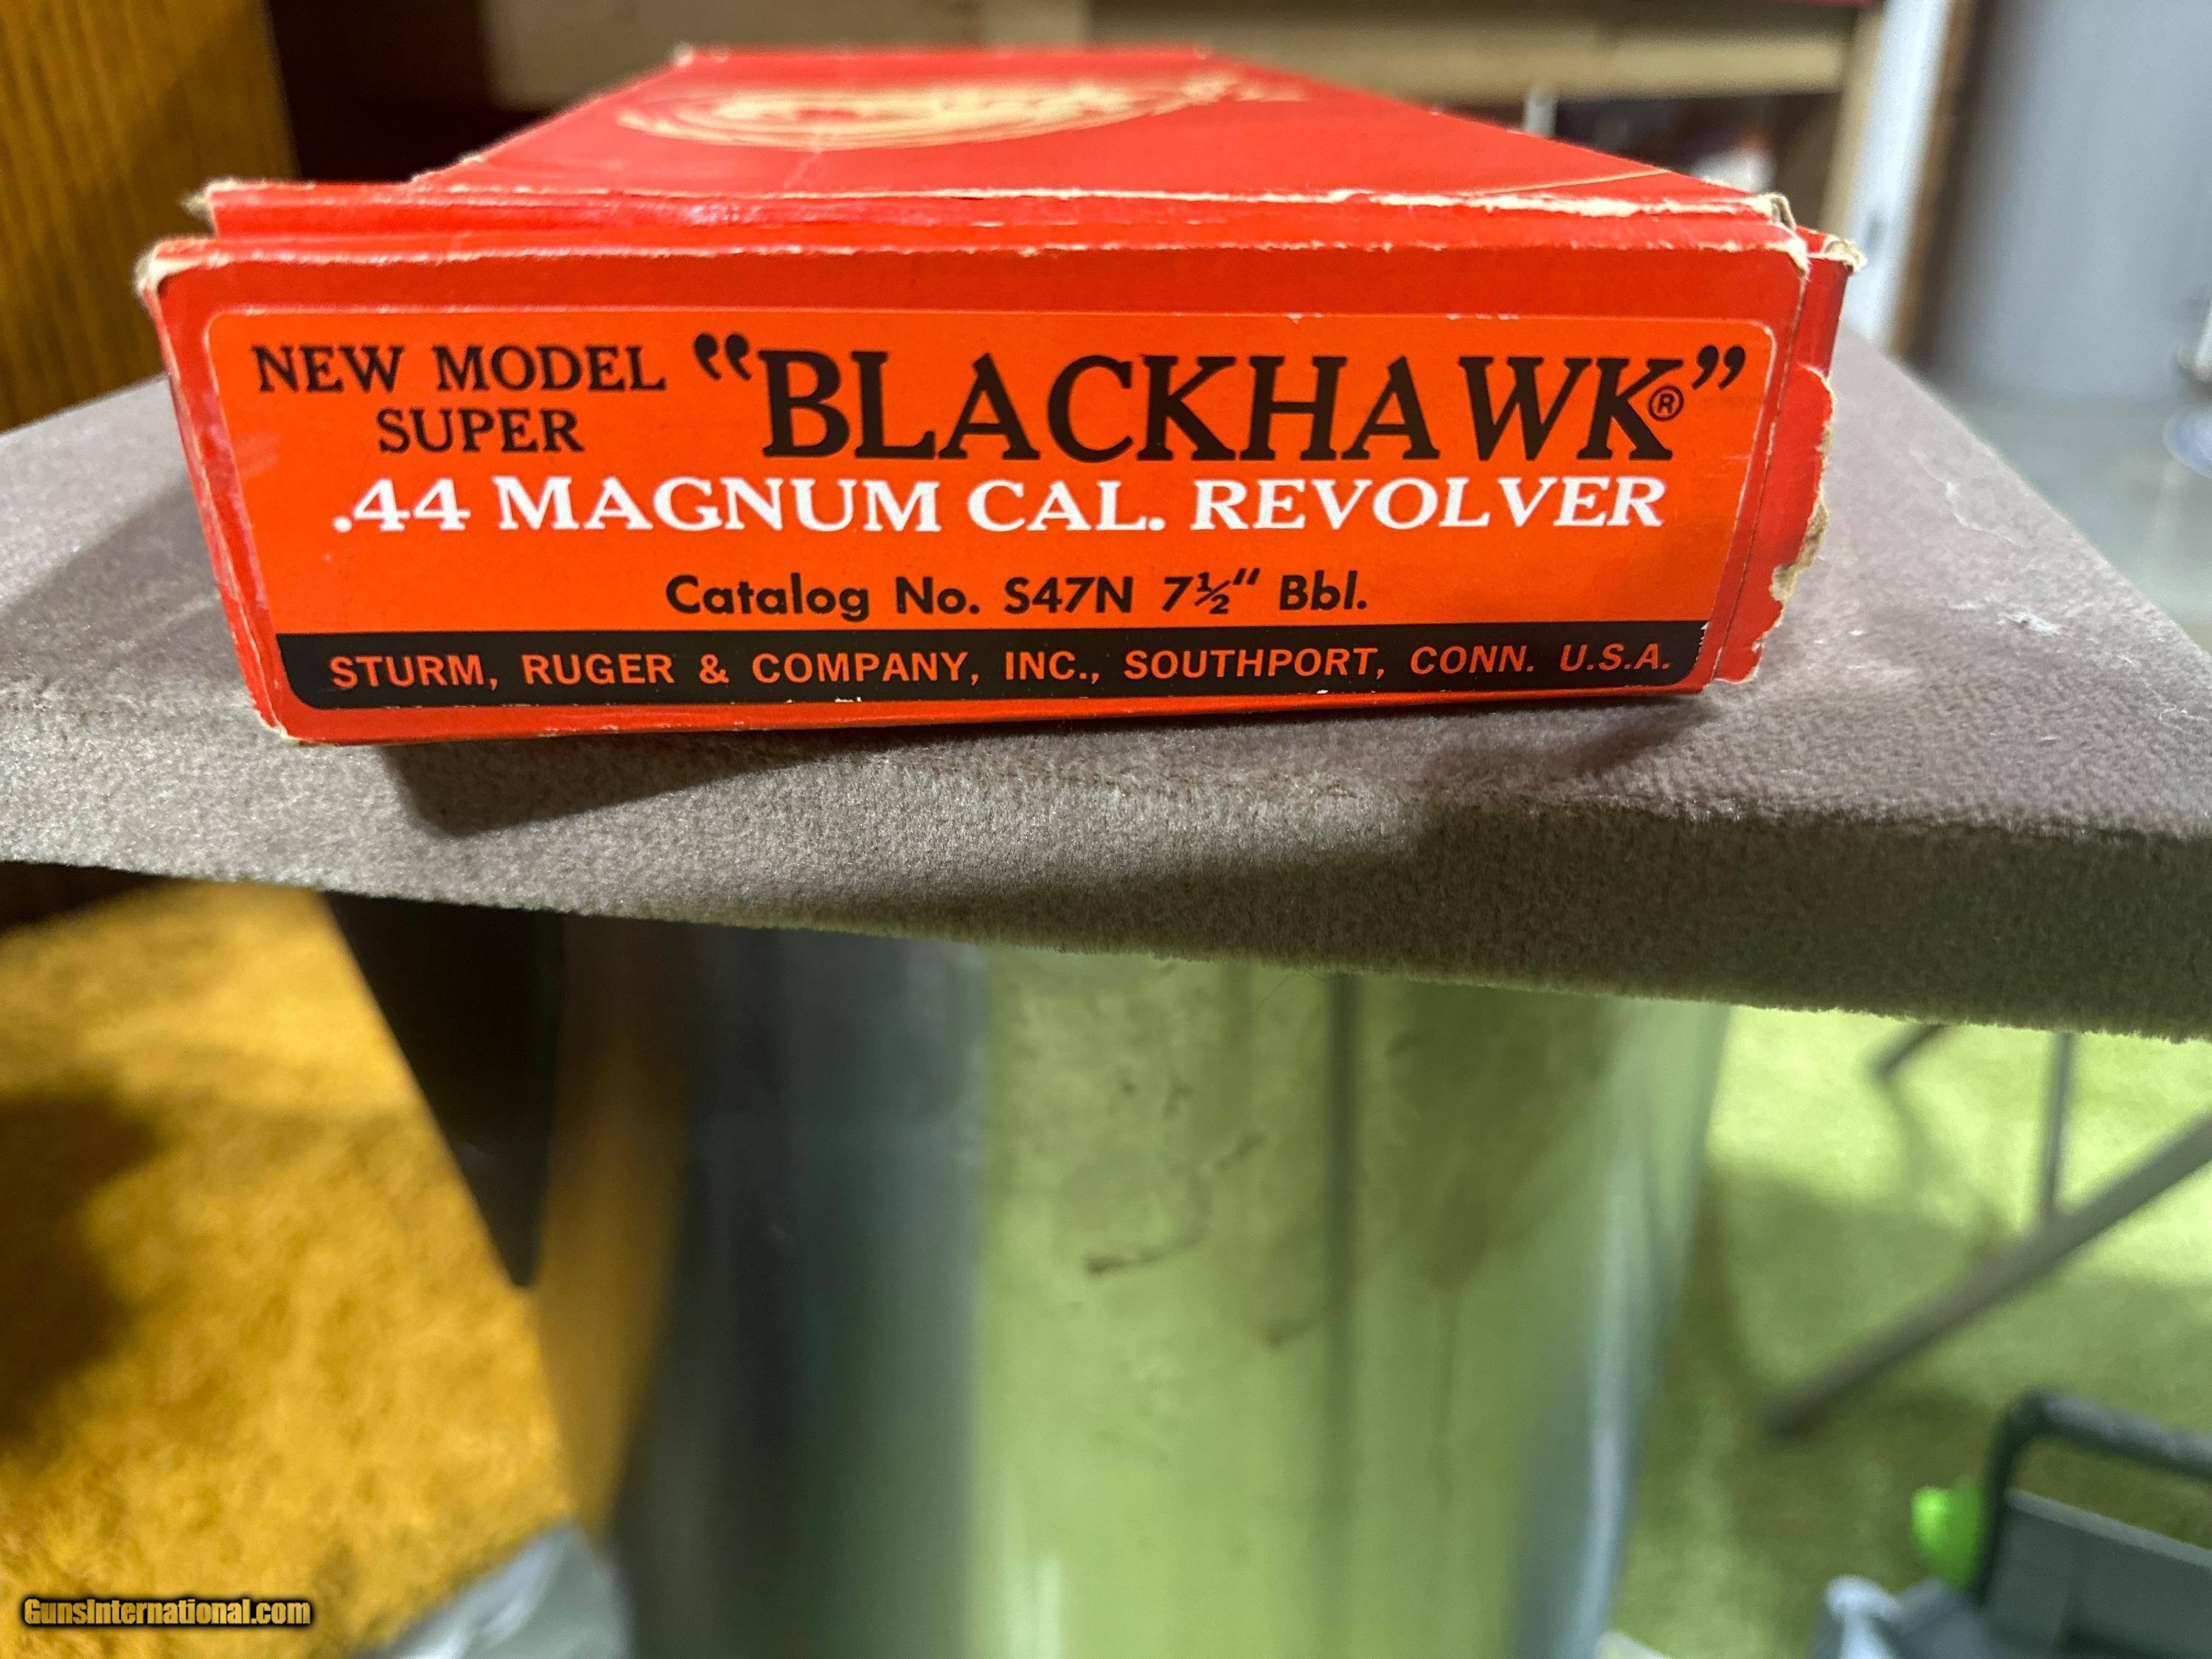 NEW MODEL SUPER "BLACKHAWK®"
.44 MAGNUM CAL. REVOLVER
Catalog No. S47N 7½" Bbl.
STURM, RUGER & COMPANY, INC., SOUTHPORT, CONN. U.S.A.
GunsInternational.com